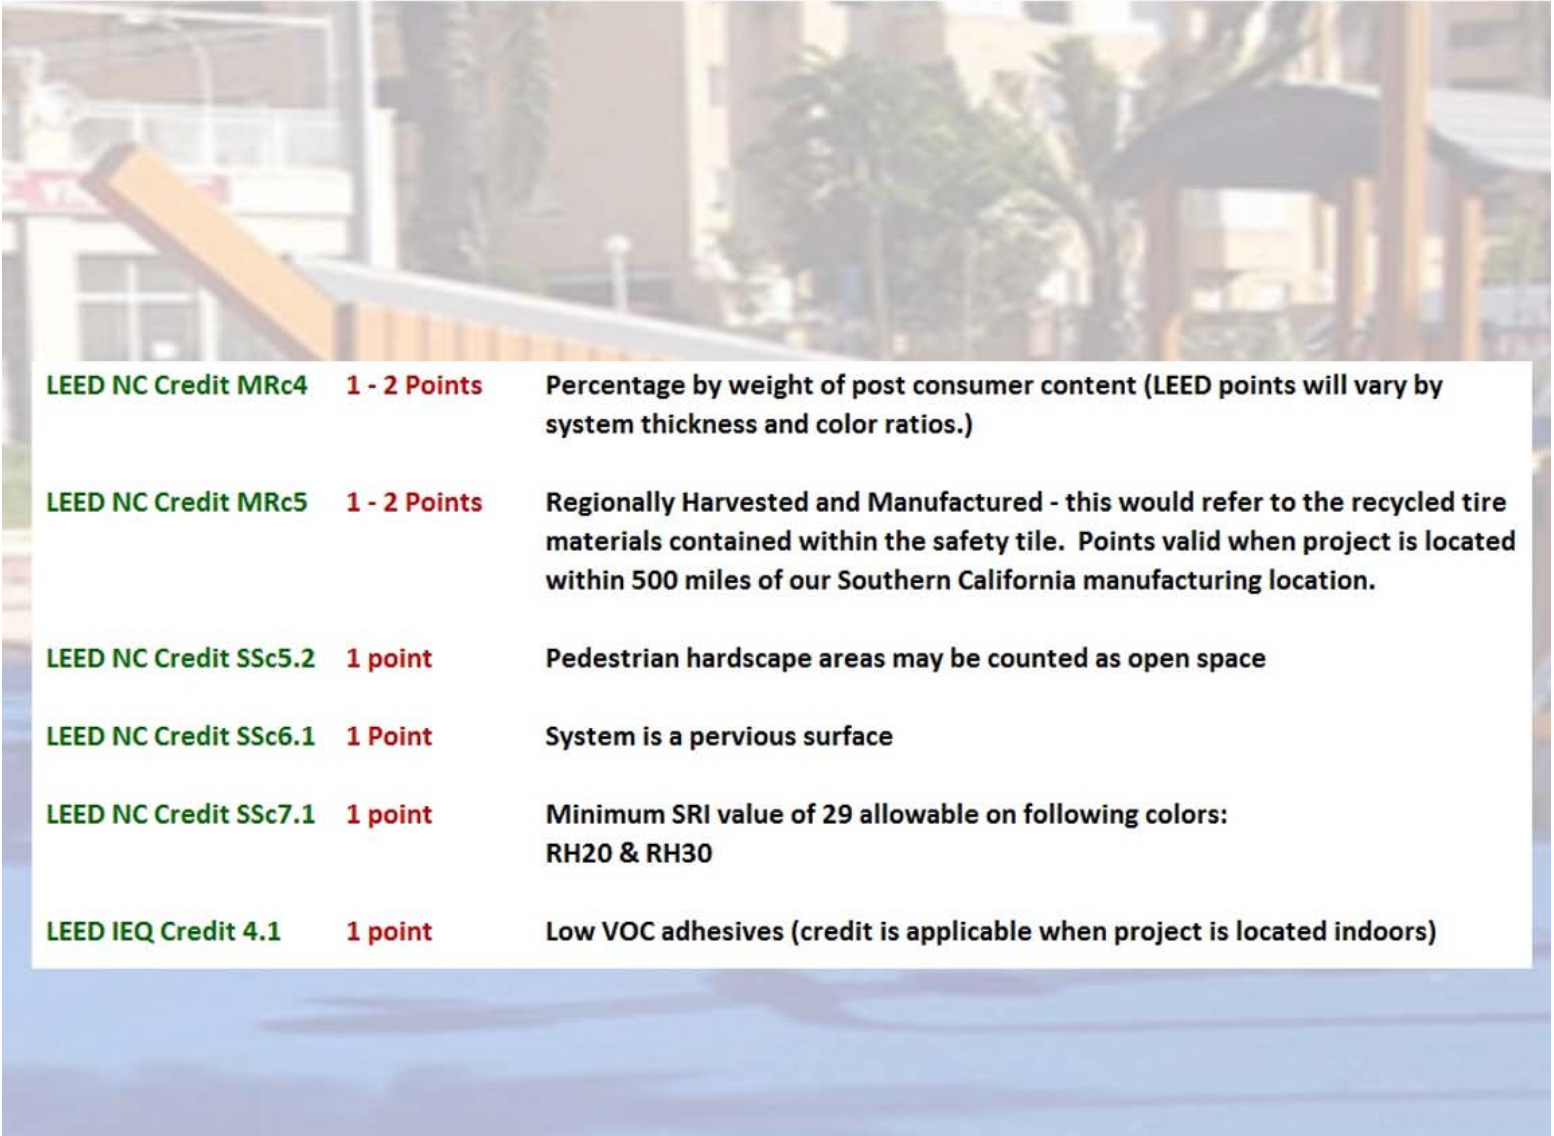 LEED NC Credit MRc4 1 - 2 Points Percentage by weight of post consumer content (LEED points will vary by
system thickness and color ratios.)
LEED NC Credit MRc5 1 - 2 Points Regionally Harvested and Manufactured - this would refer to the recycled tire
materials contained within the safety tile. Points valid when project is located
within 500 miles of our Southern California manufacturing location.
LEED NC Credit SSc5.2 1 point Pedestrian hardscape areas may be counted as open space
LEED NC Credit SSc6.1 1 Point System is a pervious surface
LEED NC Credit SSc7.1 1 point Minimum SRI value of 29 allowable on following colors:
RH20 & RH30
LEED IEQ Credit 4.1 1 point Low VOC adhesives (credit is applicable when project is located indoors)